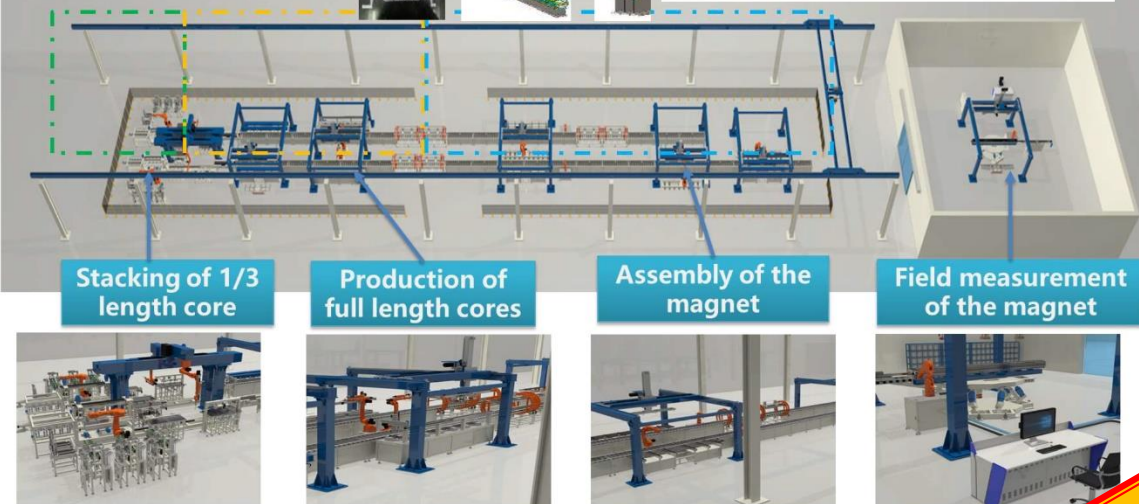 Stacking of 1/3
length core
Production of
full length cores
Assembly of the
magnet
Field measurement
of the magnet